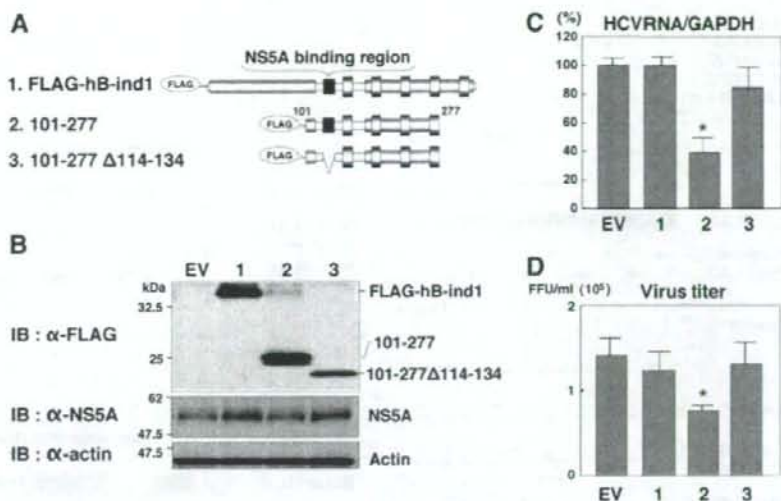 A
NS5A binding region
1. FLAG-hB-ind1
FLAG
101
277
2. 101-277
FLAG
3. 101-277 Δ114-134
FLAG
B
EV 1 2 3
kDa
32.5
FLAG-hB-ind1
IB : α-FLAG
101-277
25
101-277Δ114-134
62
IB : α-NS5A
NS5A
47.5
IB : α-actin
47.5
Actin
C
(%) HCVRNA/GAPDH
120
100
80
60
40
20
0
*
EV 1 2 3
D
FFU/ml (10⁵) Virus titer
2
1
0
*
EV 1 2 3